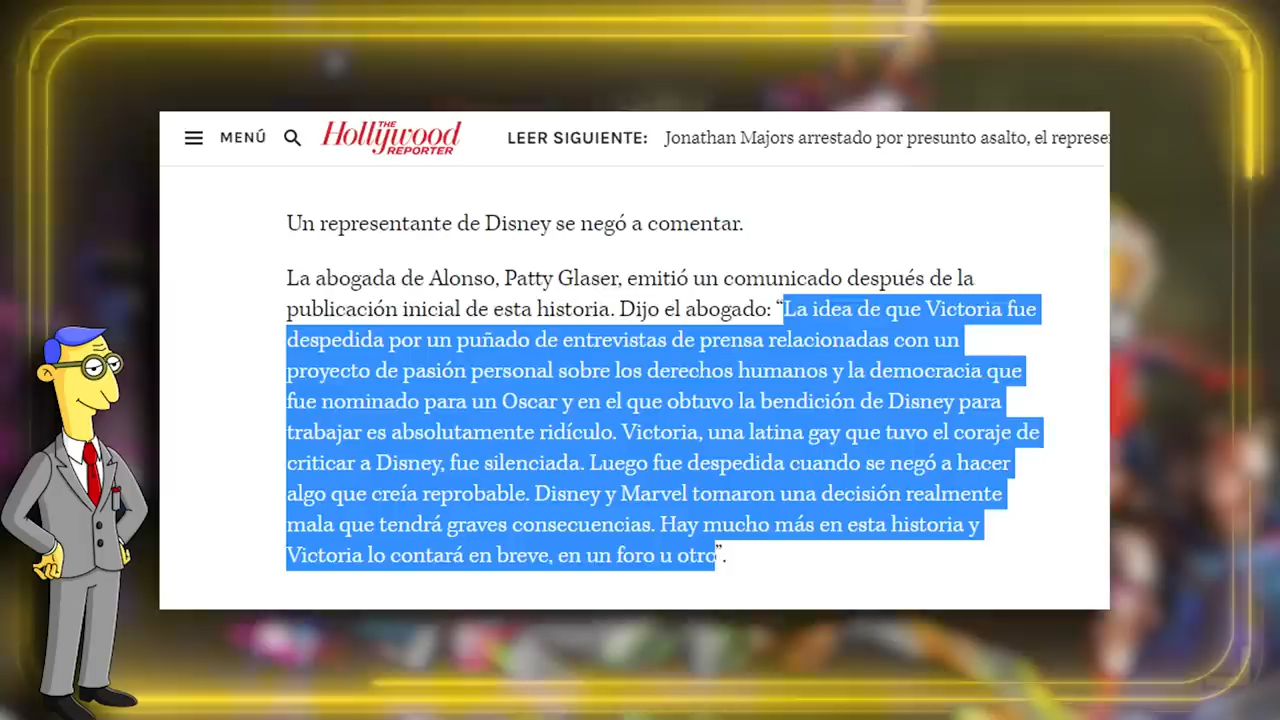 MENÚ
THE
Hollywood
REPORTER
LEER SIGUIENTE: Jonathan Majors arrestado por presunto asalto, el represe
Un representante de Disney se negó a comentar.
La abogada de Alonso, Patty Glaser, emitió un comunicado después de la
publicación inicial de esta historia. Dijo el abogado: “La idea de que Victoria fue
despedida por un puñado de entrevistas de prensa relacionadas con un
proyecto de pasión personal sobre los derechos humanos y la democracia que
fue nominado para un Oscar y en el que obtuvo la bendición de Disney para
trabajar es absolutamente ridículo. Victoria, una latina gay que tuvo el coraje de
criticar a Disney, fue silenciada. Luego fue despedida cuando se negó a hacer
algo que creía reprobable. Disney y Marvel tomaron una decisión realmente
mala que tendrá graves consecuencias. Hay mucho más en esta historia y
Victoria lo contará en breve, en un foro u otro”.